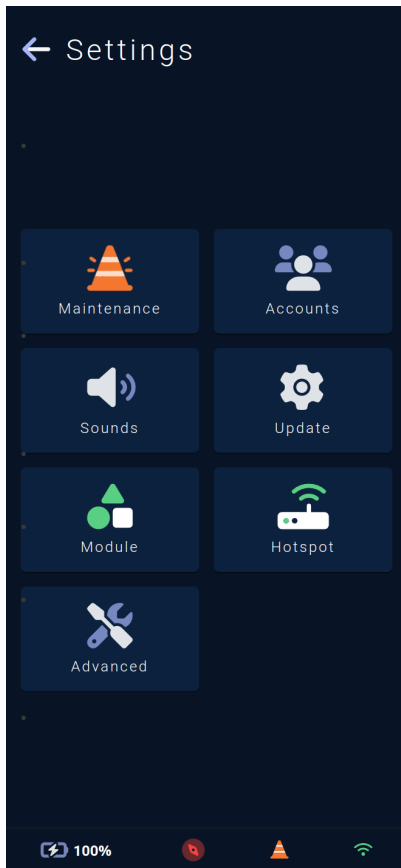 Settings
Maintenance
Accounts
Sounds
Update
Module
Hotspot
Advanced
100%